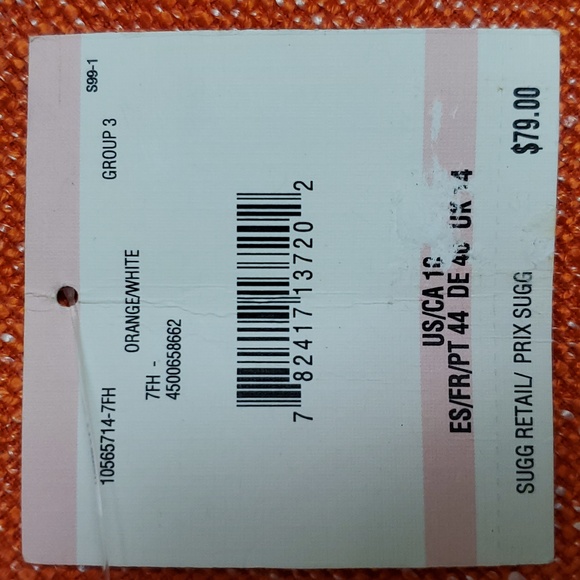 S99-1
GROUP 3
10565714-7FH
ORANGE/WHITE
7FH -
4500658662
7 82417 13720 2
US/CA
ES/FR/PT 44 DE UK
SUGG RETAIL/ PRIX SUGG $79.00